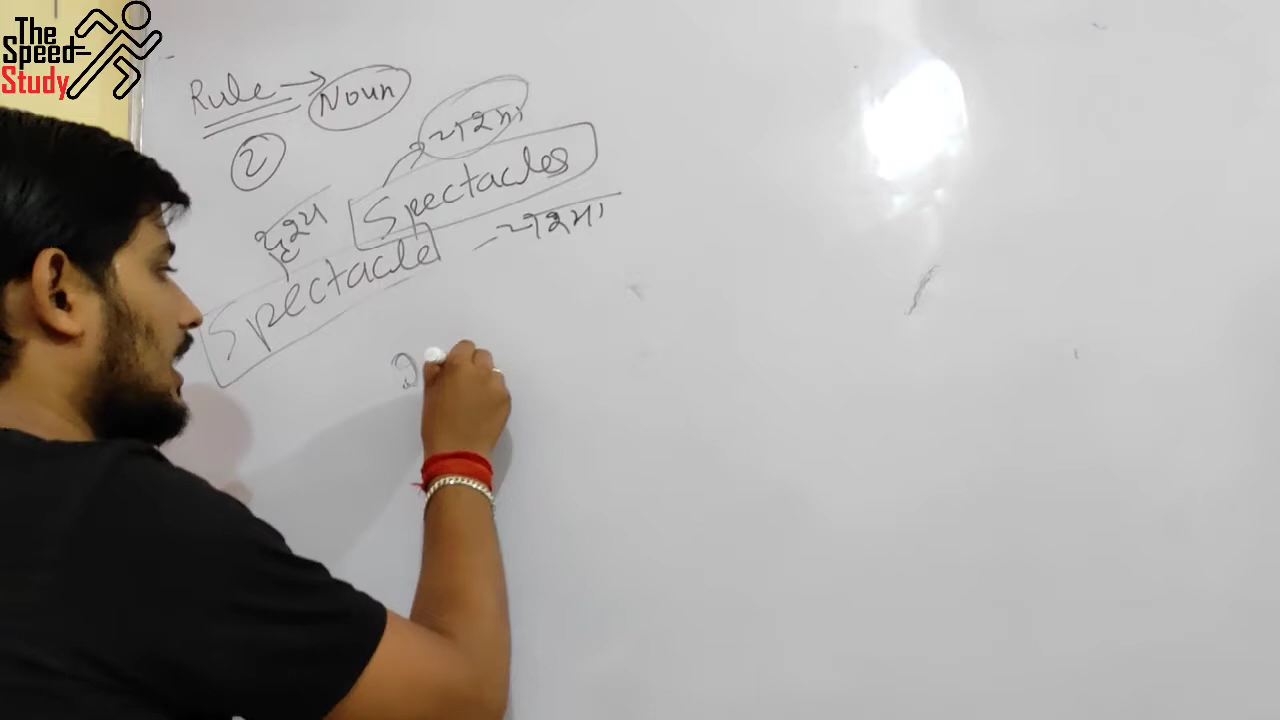 The
Speed
Study
Rule → Noun
② चश्मा
Spectacles
दृश्य
Spectacle = चश्मा